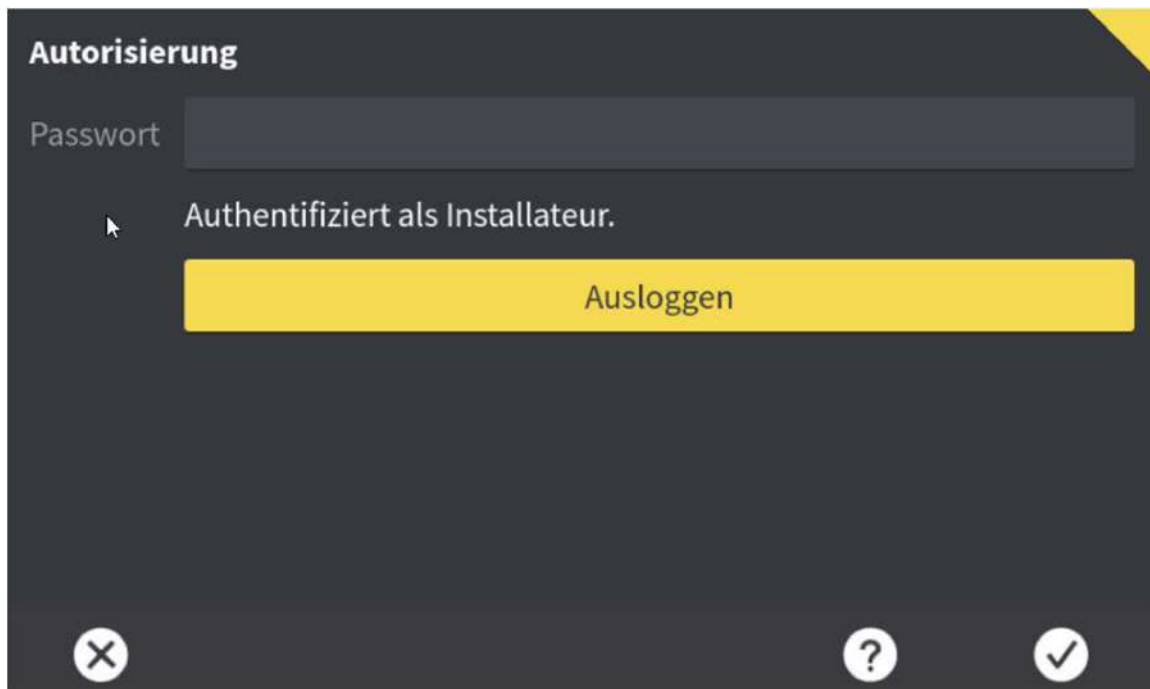 Autorisierung
Passwort
Authentifiziert als Installateur.
Ausloggen
?